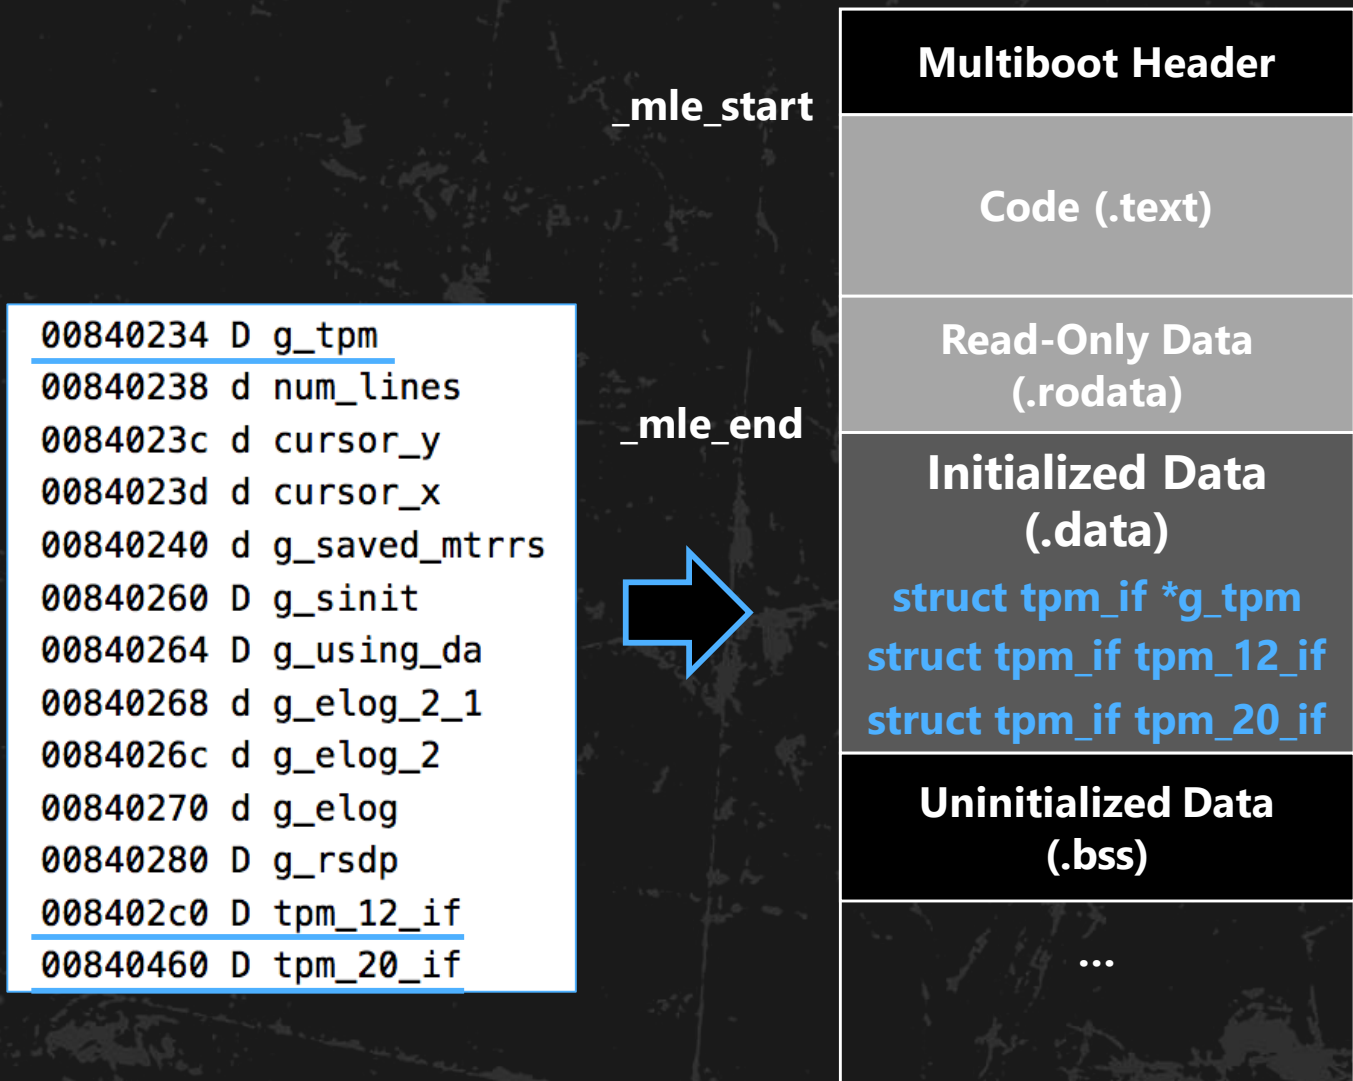 Multiboot Header
_mle_start
Code (.text)
Read-Only Data
(.rodata)
_mle_end
Initialized Data
(.data)
struct tpm_if *g_tpm
struct tpm_if tpm_12_if
struct tpm_if tpm_20_if
Uninitialized Data
(.bss)
...
00840234 D g_tpm
00840238 d num_lines
0084023c d cursor_y
0084023d d cursor_x
00840240 d g_saved_mtrrs
00840260 D g_sinit
00840264 D g_using_da
00840268 d g_elog_2_1
0084026c d g_elog_2
00840270 d g_elog
00840280 D g_rsdp
008402c0 D tpm_12_if
00840460 D tpm_20_if